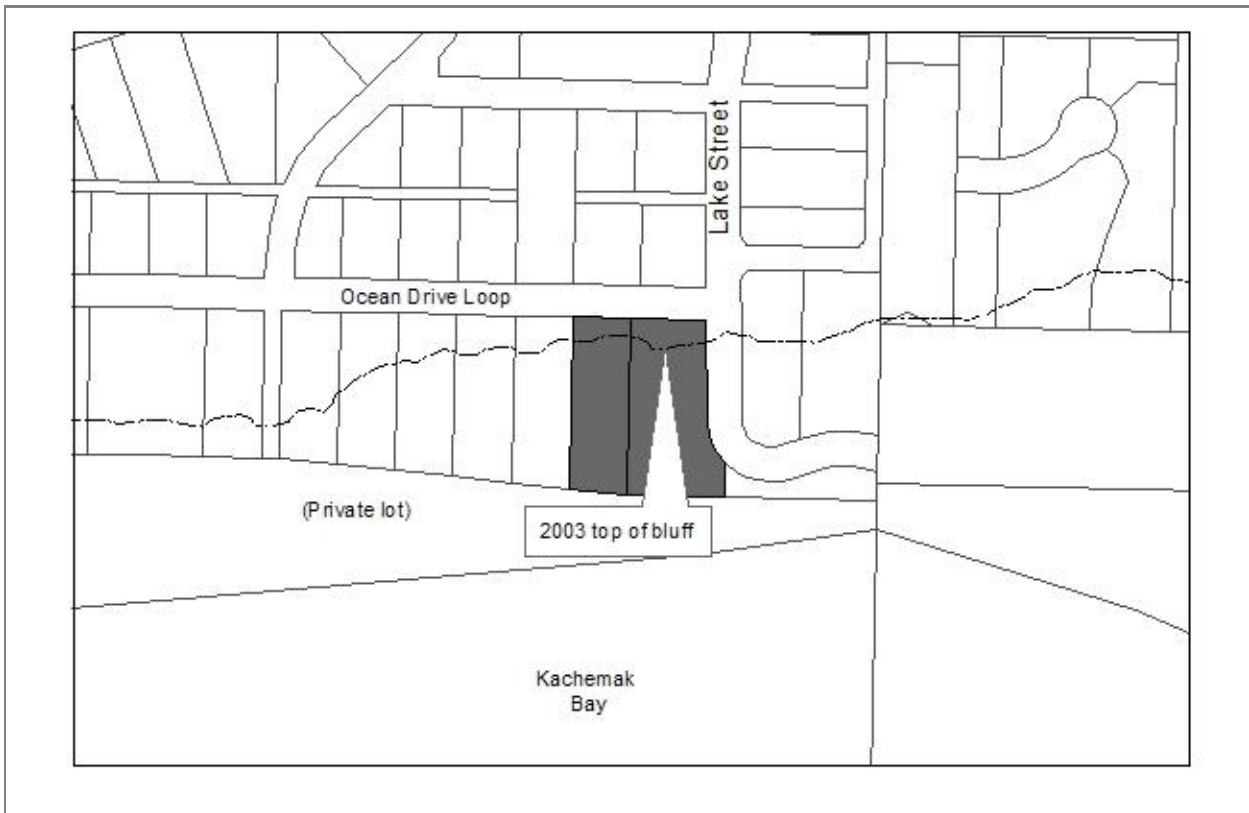 Lake Street
Ocean Drive Loop
(Private lot)
2003 top of bluff
Kachemak
Bay